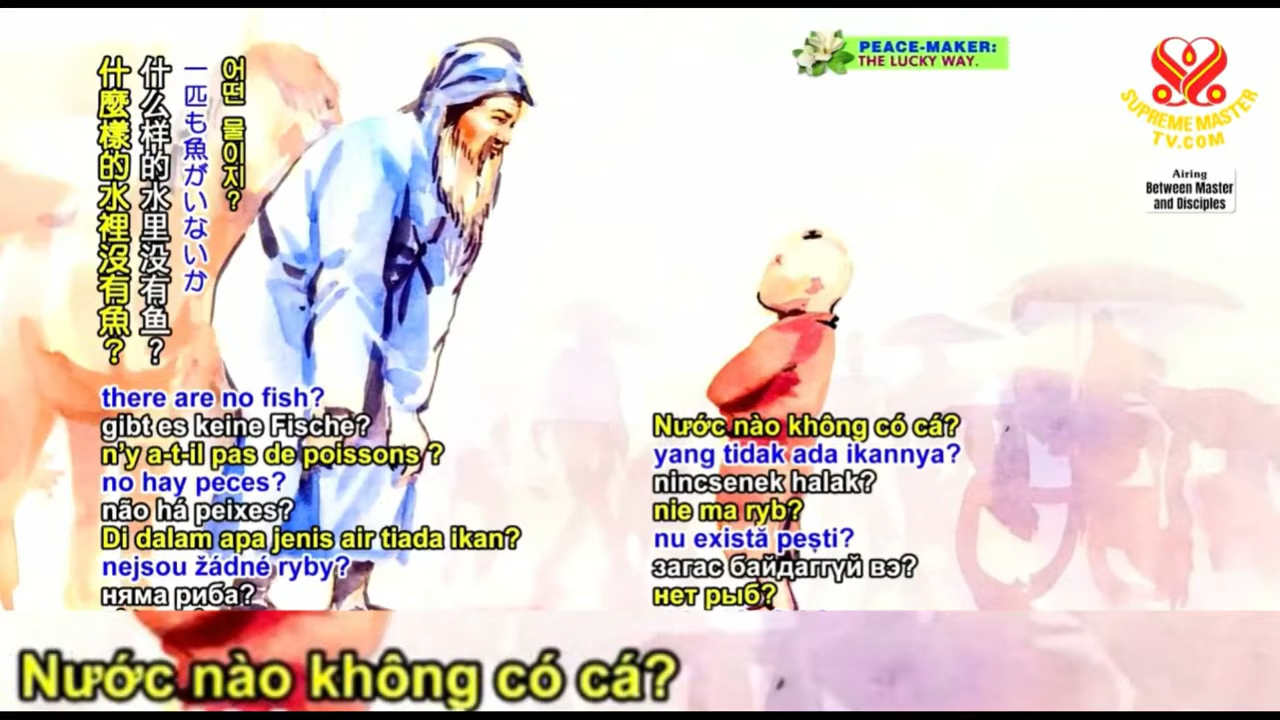 PEACE-MAKER:
THE LUCKY WAY.
SUPREME MASTER
TV.COM
Airing
Between Master
and Disciples
어떤 물이지?
一匹も魚がいないか
什么样的水里没有鱼？
什麼樣的水裡沒有魚？
there are no fish?
gibt es keine Fische?
n'y a-t-il pas de poissons ?
no hay peces?
não há peixes?
Di dalam apa jenis air tiada ikan?
nejsou žádné ryby?
няма риба?
Nước nào không có cá?
yang tidak ada ikannya?
nincsenek halak?
nie ma ryb?
nu există pești?
загас байдаггүй вэ?
нет рыб?
Nước nào không có cá?